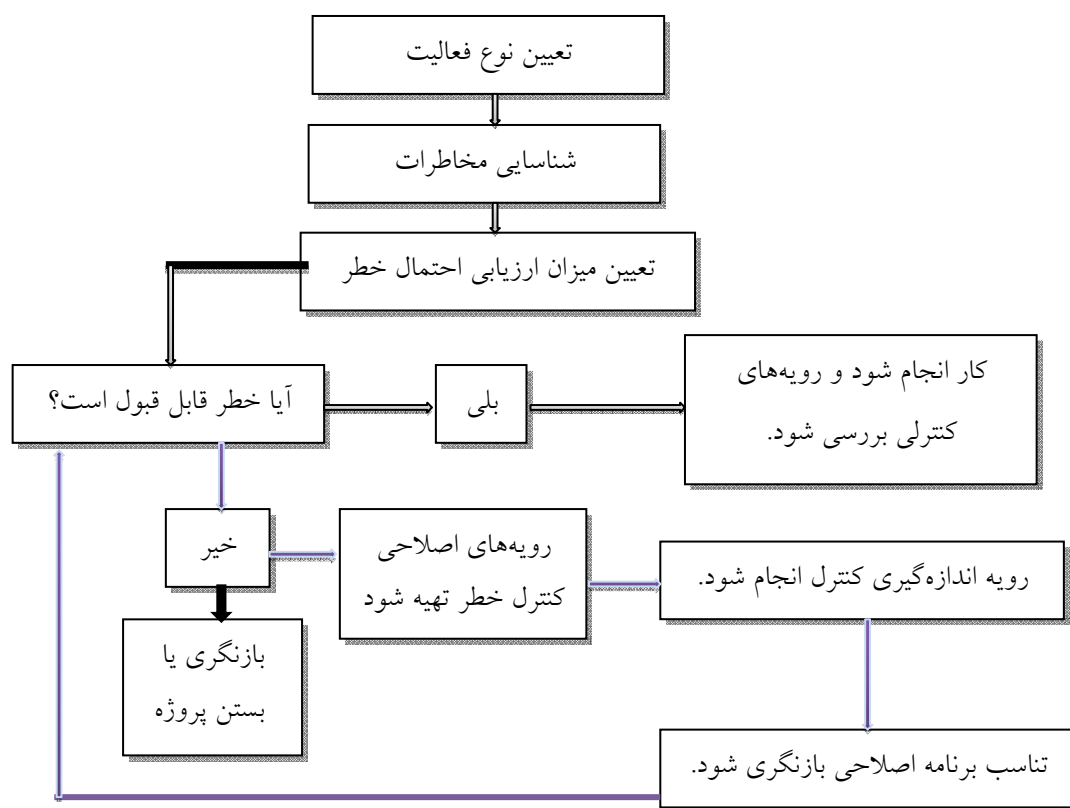 تعیین نوع فعالیت
شناسایی مخاطرات
تعیین میزان ارزیابی احتمال خطر
آیا خطر قابل قبول است؟
بلی
کار انجام شود و رویه‌های
کنترلی بررسی شود.
خیر
رویه‌های اصلاحی
کنترل خطر تهیه شود
رویه اندازه‌گیری کنترل انجام شود.
بازنگری یا
بستن پروژه
تناسب برنامه اصلاحی بازنگری شود.